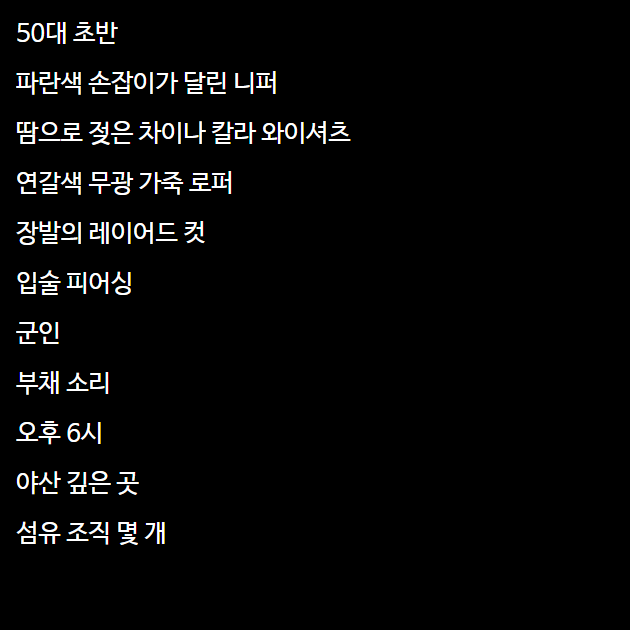 50대 초반
파란색 손잡이가 달린 니퍼
땀으로 젖은 차이나 칼라 와이셔츠
연갈색 무광 가죽 로퍼
장발의 레이어드 컷
입술 피어싱
군인
부채 소리
오후 6시
야산 깊은 곳
섬유 조직 몇 개